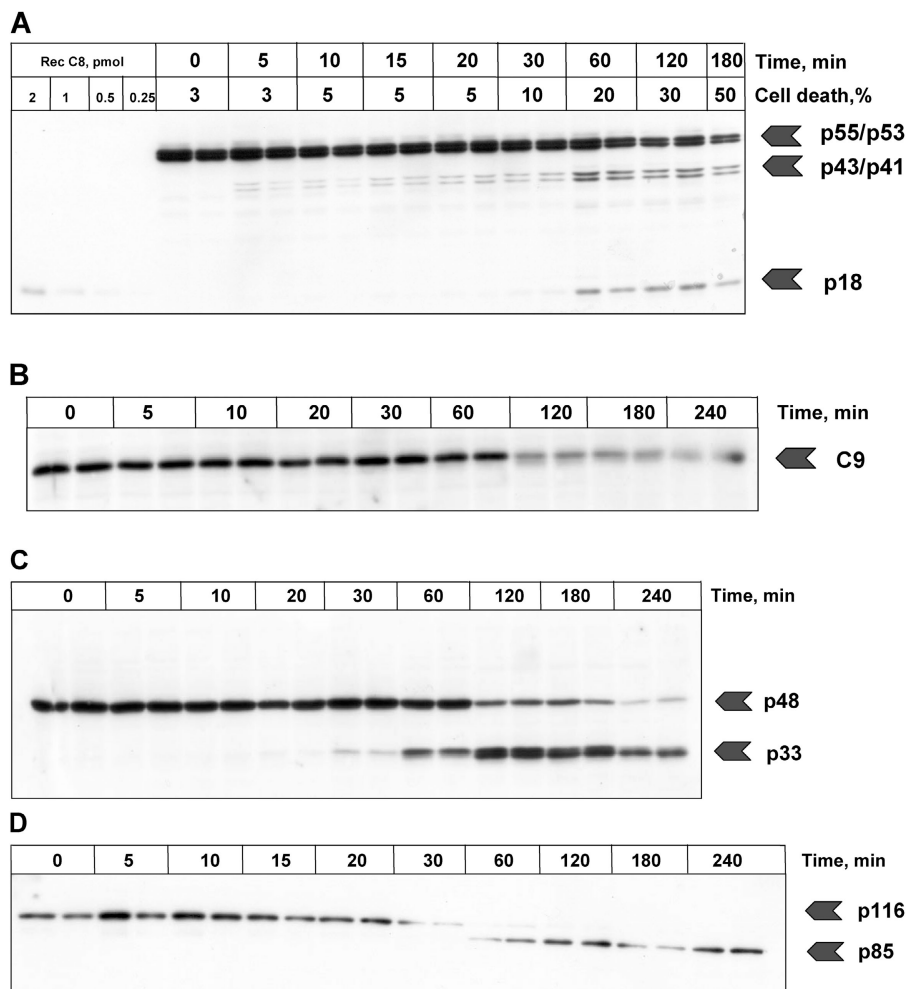 A
Rec C8, pmol 0 5 10 15 20 30 60 120 180 Time, min
2 1 0.5 0.25 3 3 5 5 5 10 20 30 50 Cell death,%
p55/p53
p43/p41
p18
B
0 5 10 20 30 60 120 180 240 Time, min
C9
C
0 5 10 20 30 60 120 180 240 Time, min
p48
p33
D
0 5 10 15 20 30 60 120 180 240 Time, min
p116
p85